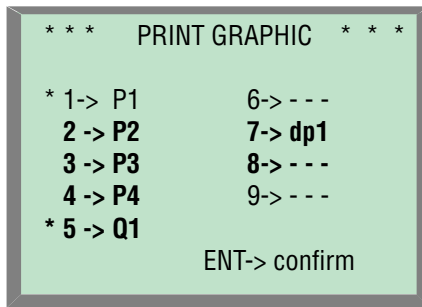 * * * PRINT GRAPHIC * * *
* 1-> P1 6-> - - -
2 -> P2 7-> dp1
3 -> P3 8-> - - -
4 -> P4 9-> - - -
* 5 -> Q1
ENT-> confirm